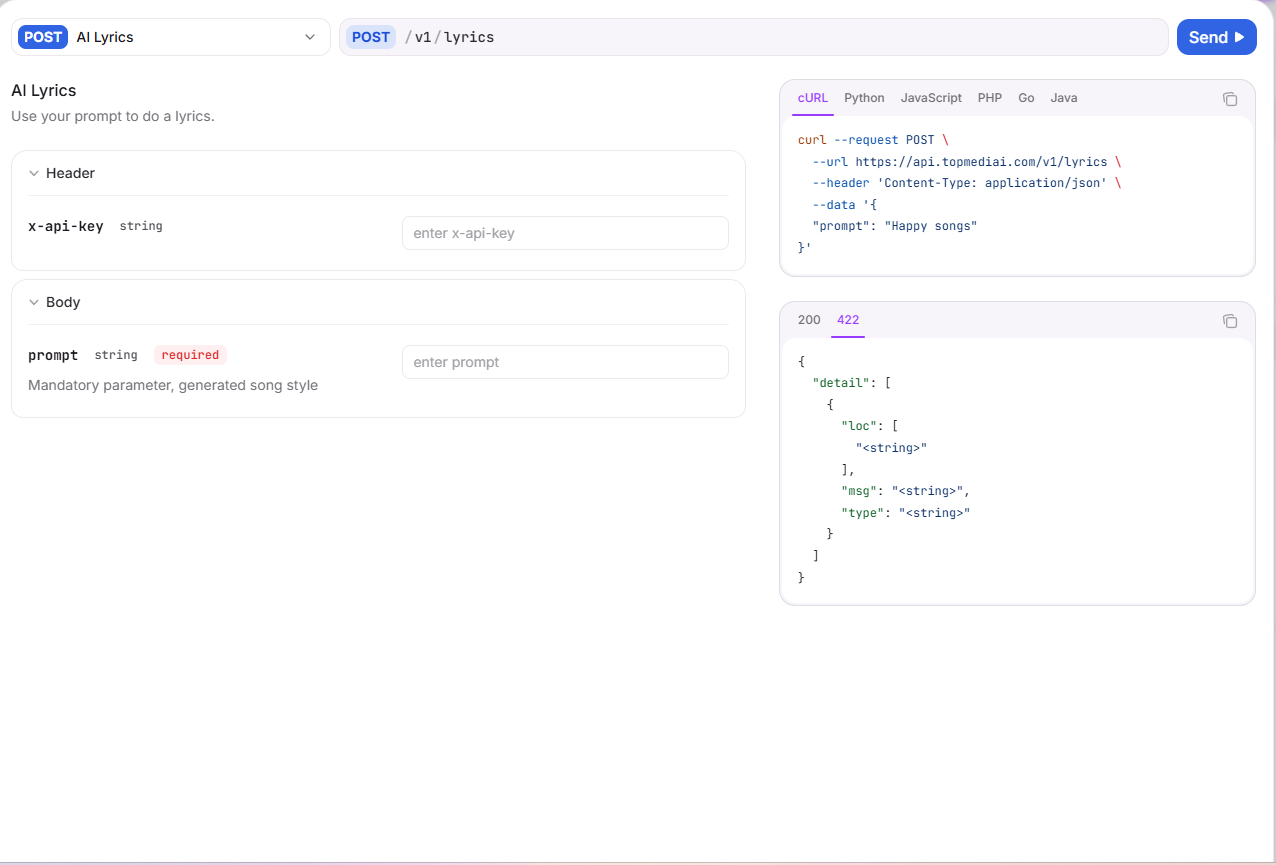 POST AI Lyrics
POST /v1/lyrics
Send
AI Lyrics
Use your prompt to do a lyrics.
Header
x-api-key string
enter x-api-key
Body
prompt string required
enter prompt
Mandatory parameter, generated song style
cURL Python JavaScript PHP Go Java
curl --request POST \
  --url https://api.topmediai.com/v1/lyrics \
  --header 'Content-Type: application/json' \
  --data '{
  "prompt": "Happy songs"
}'
200 422
{
  "detail": [
    {
      "loc": [
        "<string>"
      ],
      "msg": "<string>",
      "type": "<string>"
    }
  ]
}